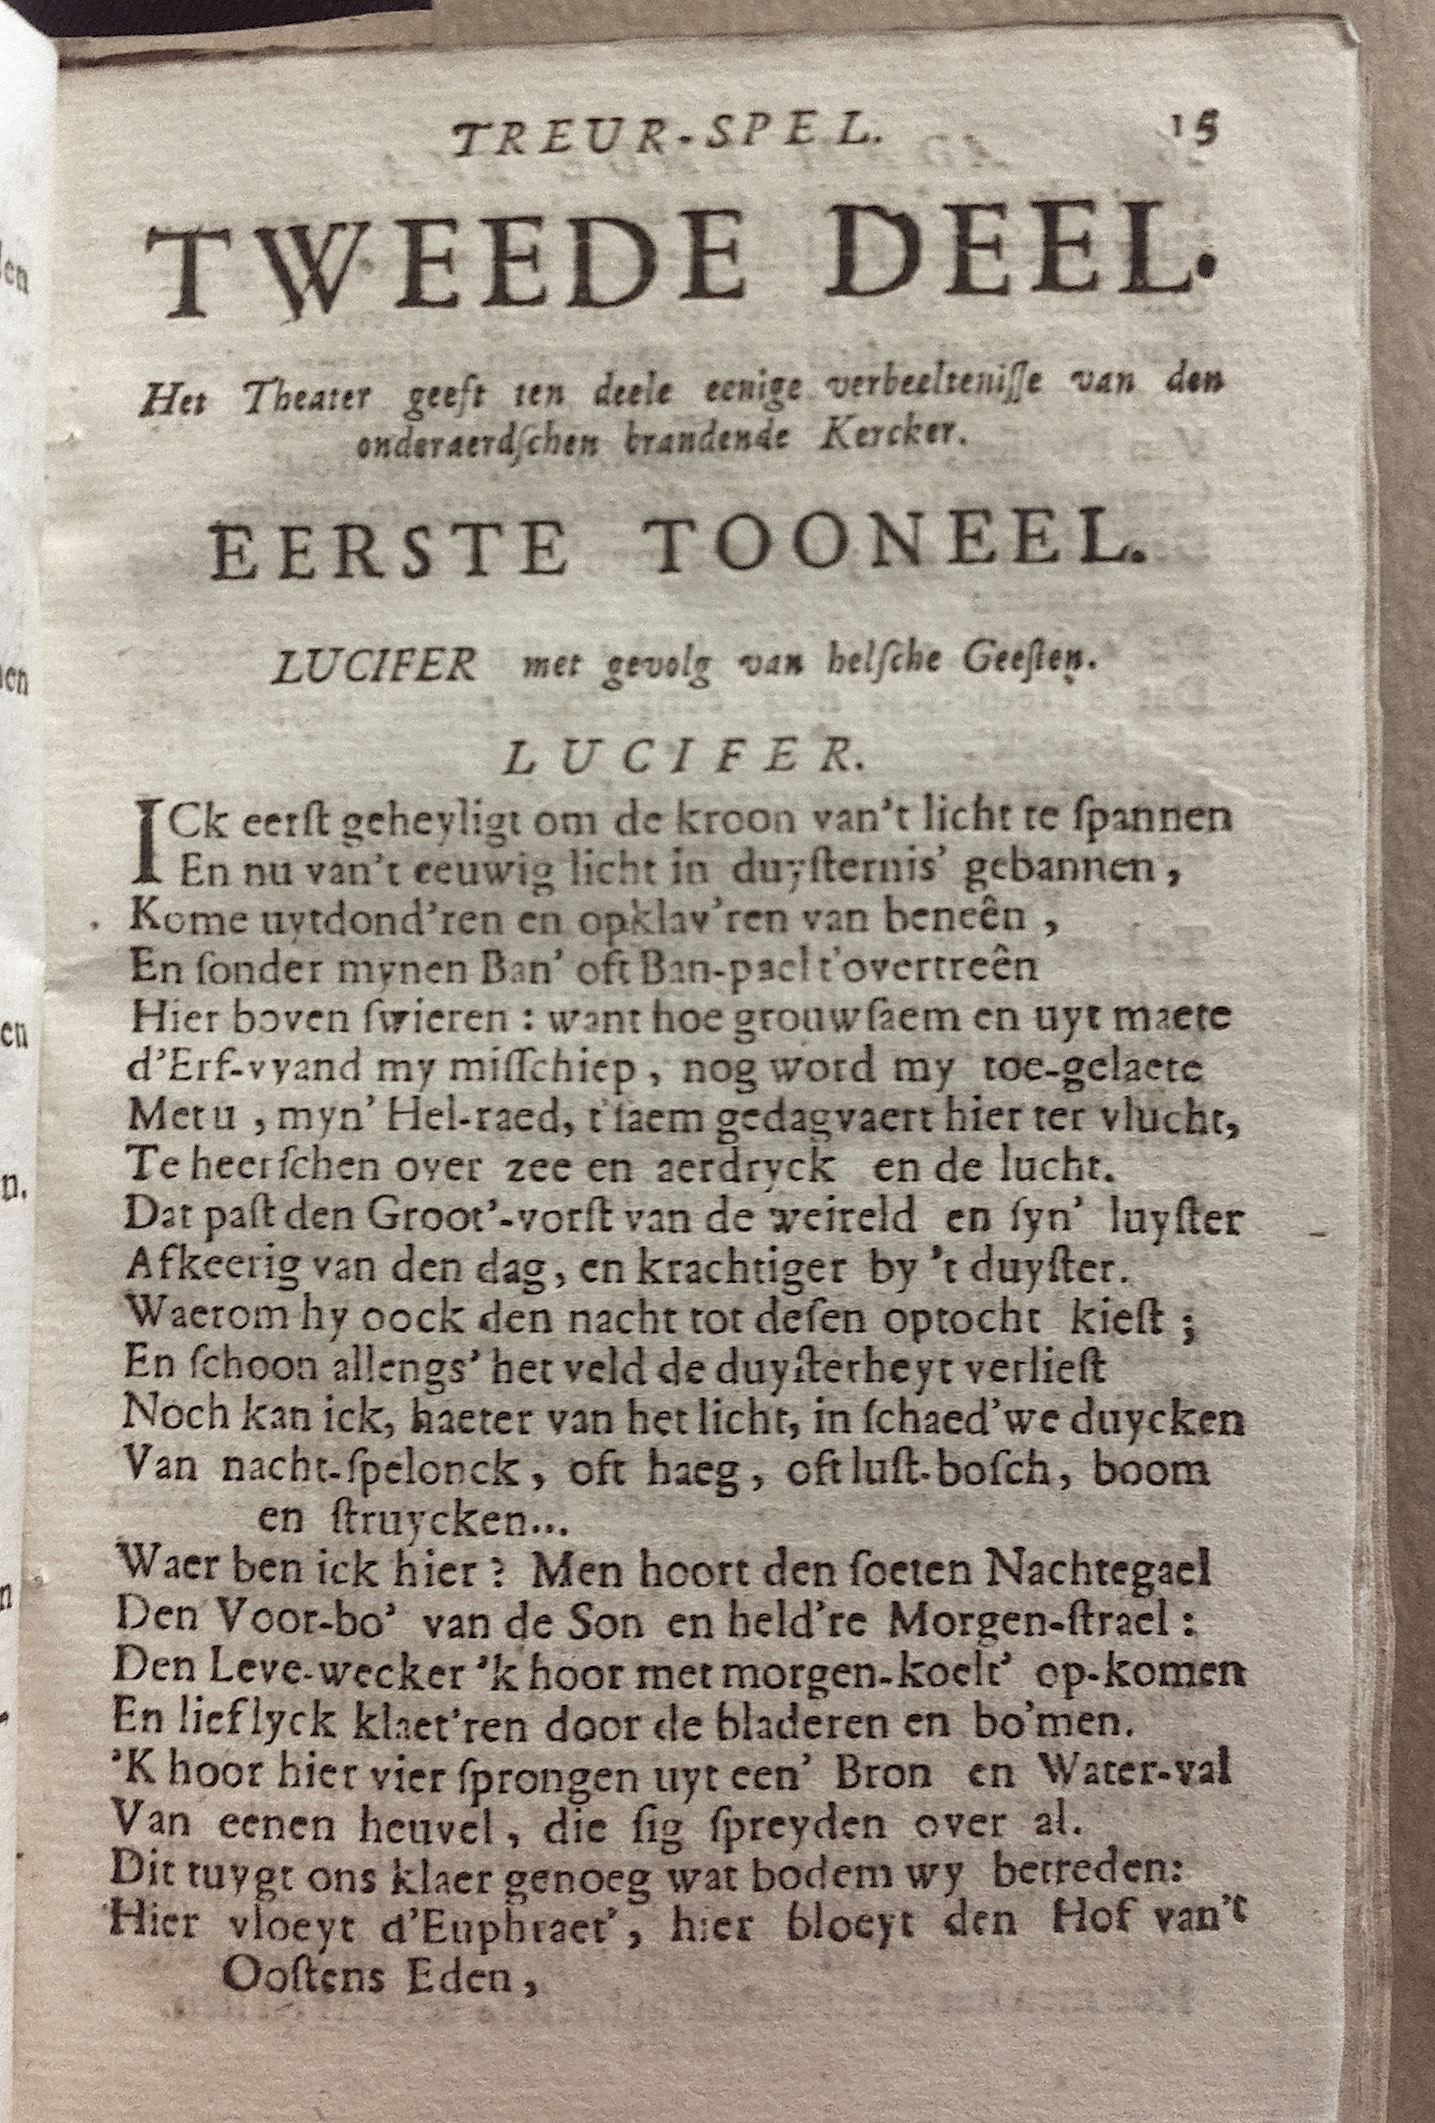 TREUR-SPEL. 15
TWEEDE DEEL.
Het Theater geeft ten deele eenige verbeelteniſſe van den
onderaerdſchen brandende Kercker.
EERSTE TOONEEL.
LUCIFER met gevolg van helſche Geeſten.
LUCIFER.
ICk eerſt geheyligt om de kroon van't licht te ſpannen
En nu van't eeuwig licht in duyſternis' gebannen,
Kome uytdond'ren en opklav'ren van beneên,
En ſonder mynen Ban' oft Ban-pael t'overtreên
Hier boven ſwieren: want hoe grouwſaem en uyt maete
d'Erf-vyand my miſſchiep, nog word my toe-gelaete
Met u, myn' Hel-raed, t'ſaem gedagvaert hier ter vlucht,
Te heerſchen over zee en aerdryck en de lucht.
Dat paſt den Groot'-vorſt van de weireld en ſyn' luyſter
Afkeerig van den dag, en krachtiger by 't duyſter.
Waerom hy oock den nacht tot deſen optocht kieſt;
En ſchoon allengs' het veld de duyſterheyt verlieſt
Noch kan ick, haeter van het licht, in ſchaed'we duycken
Van nacht-ſpelonck, oft haeg, oft luſt-boſch, boom
en ſtruycken...
Waer ben ick hier? Men hoort den ſoeten Nachtegael
Den Voor-bo' van de Son en held're Morgen-ſtrael:
Den Leve-wecker 'k hoor met morgen-koelt' op-komen
En lieflyck klaet'ren door de bladeren en bo'men.
'K hoor hier vier ſprongen uyt een' Bron en Water-val
Van eenen heuvel, die ſig ſpreyden over al.
Dit tuygt ons klaer genoeg wat bodem wy betreden:
Hier vloeyt d'Euphraet', hier bloeyt den Hof van't
Ooſtens Eden,